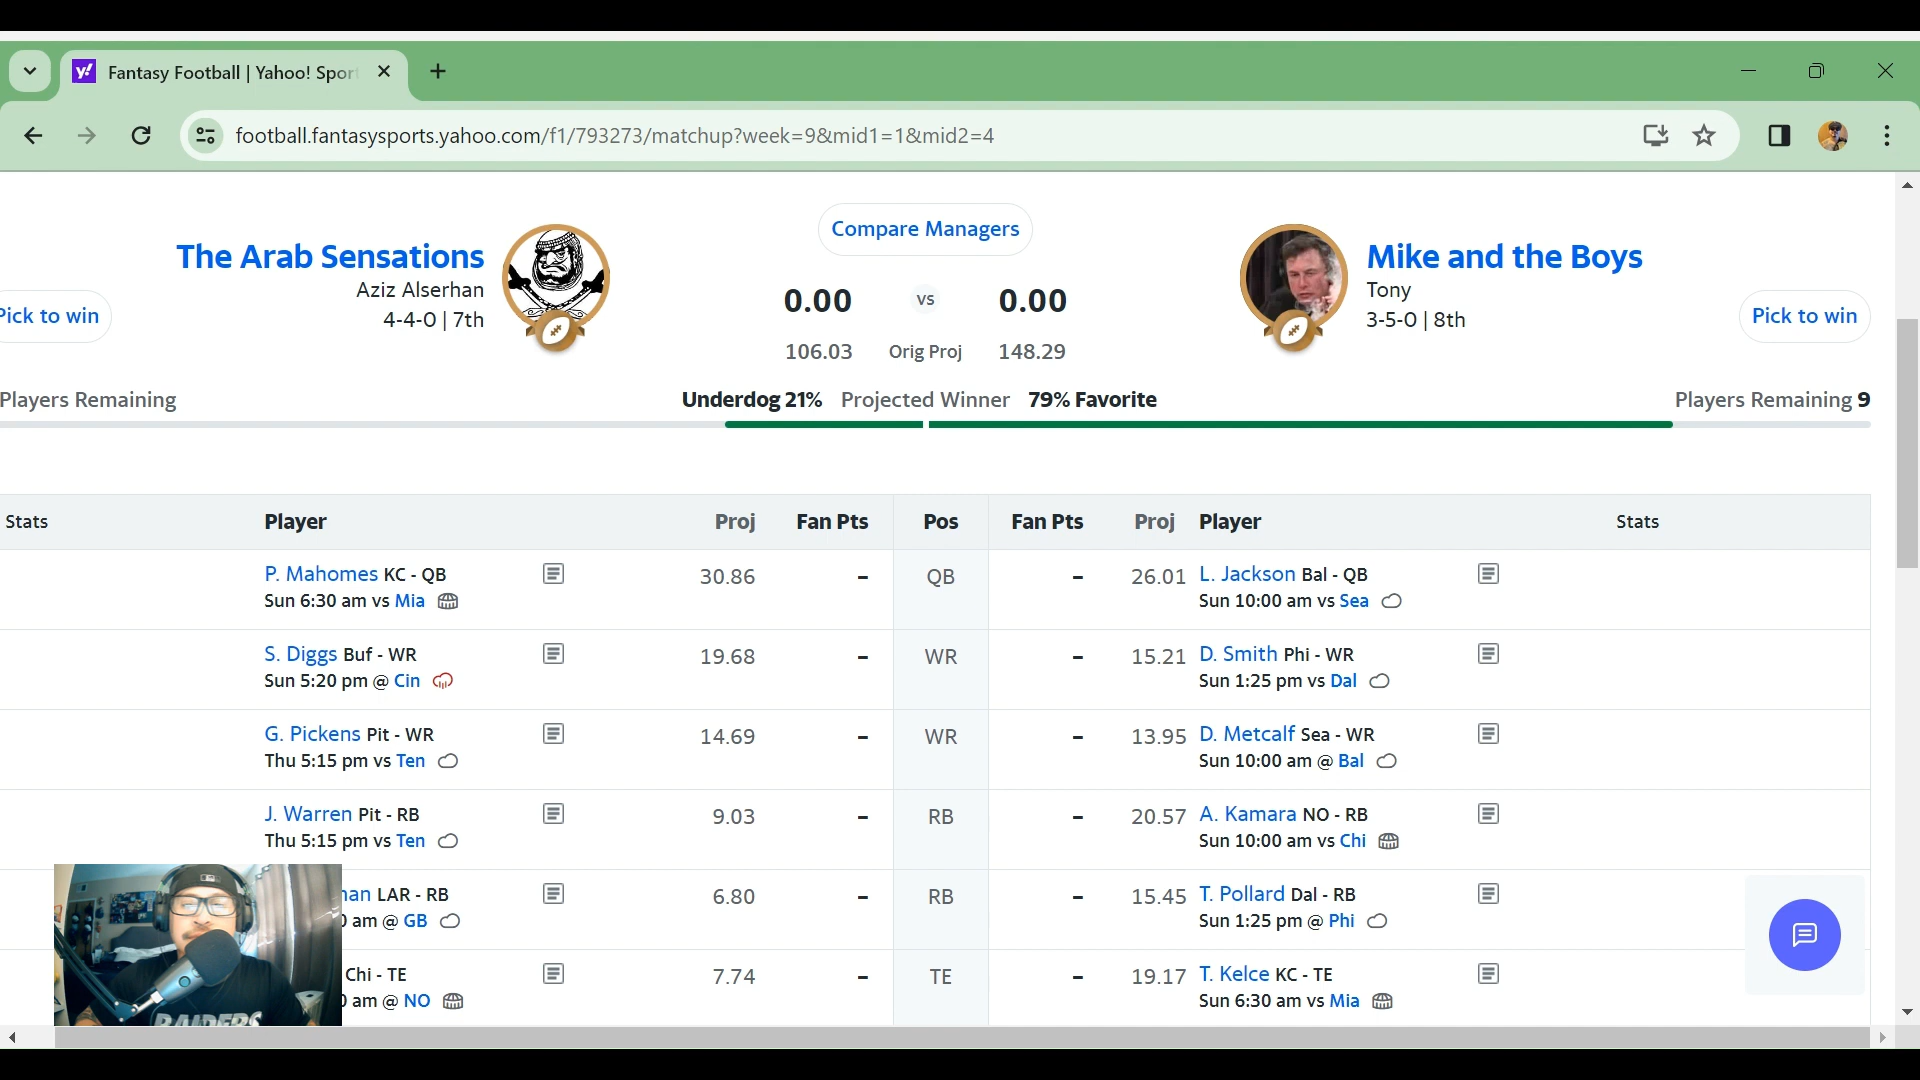 Fantasy Football | Yahoo! Spor
football.fantasysports.yahoo.com/f1/793273/matchup?week=9&mid1=1&mid2=4
Compare Managers
The Arab Sensations
Aziz Alserhan
4-4-0 | 7th
Pick to win
0.00 vs 0.00
106.03 Orig Proj 148.29
Mike and the Boys
Tony
3-5-0 | 8th
Pick to win
Players Remaining
Underdog 21% Projected Winner 79% Favorite
Players Remaining 9
Stats Player Proj Fan Pts Pos Fan Pts Proj Player Stats
P. Mahomes KC - QB 30.86 – QB – 26.01 L. Jackson Bal - QB
Sun 6:30 am vs Mia Sun 10:00 am vs Sea
S. Diggs Buf - WR 19.68 – WR – 15.21 D. Smith Phi - WR
Sun 5:20 pm @ Cin Sun 1:25 pm vs Dal
G. Pickens Pit - WR 14.69 – WR – 13.95 D. Metcalf Sea - WR
Thu 5:15 pm vs Ten Sun 10:00 am @ Bal
J. Warren Pit - RB 9.03 – RB – 20.57 A. Kamara NO - RB
Thu 5:15 pm vs Ten Sun 10:00 am vs Chi
nan LAR - RB 6.80 – RB – 15.45 T. Pollard Dal - RB
0 am @ GB Sun 1:25 pm @ Phi
Chi - TE 7.74 – TE – 19.17 T. Kelce KC - TE
0 am @ NO Sun 6:30 am vs Mia
RAIDERS